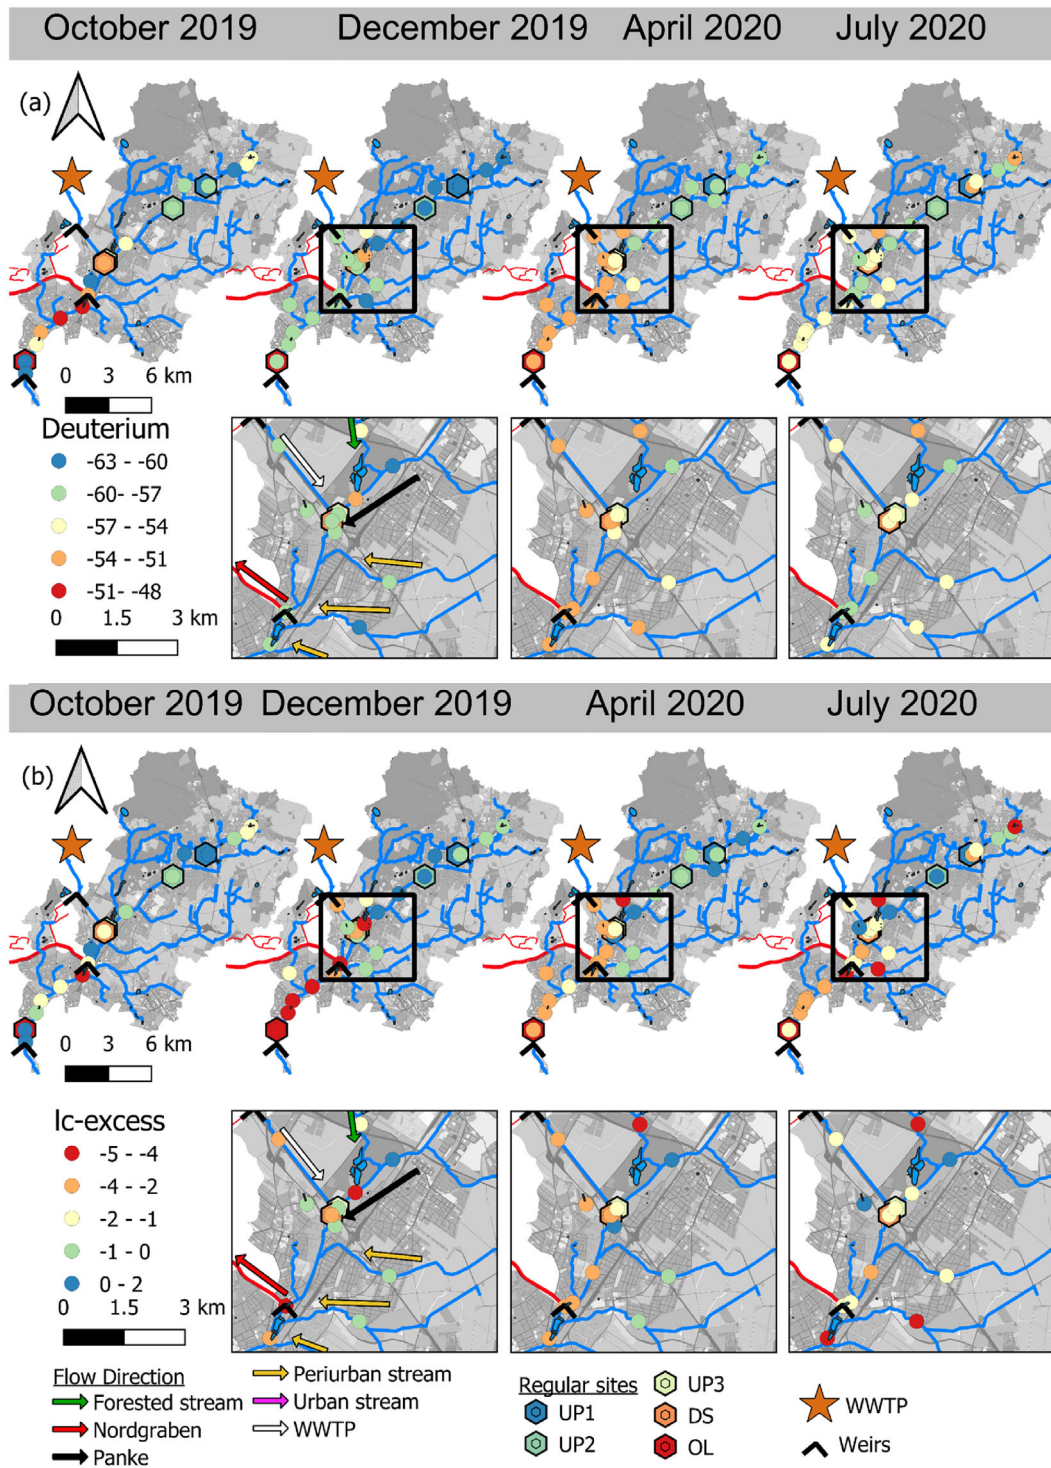 October 2019 December 2019 April 2020 July 2020
(a)
0 3 6 km
Deuterium
-63 - -60
-60- -57
-57 - -54
-54 - -51
-51- -48
0 1.5 3 km
October 2019 December 2019 April 2020 July 2020
(b)
0 3 6 km
lc-excess
-5 - -4
-4 - -2
-2 - -1
-1 - 0
0 - 2
0 1.5 3 km
Flow Direction
Forested stream
Nordgraben
Panke
Periurban stream
Urban stream
WWTP
Regular sites
UP1
UP2
UP3
DS
OL
WWTP
Weirs